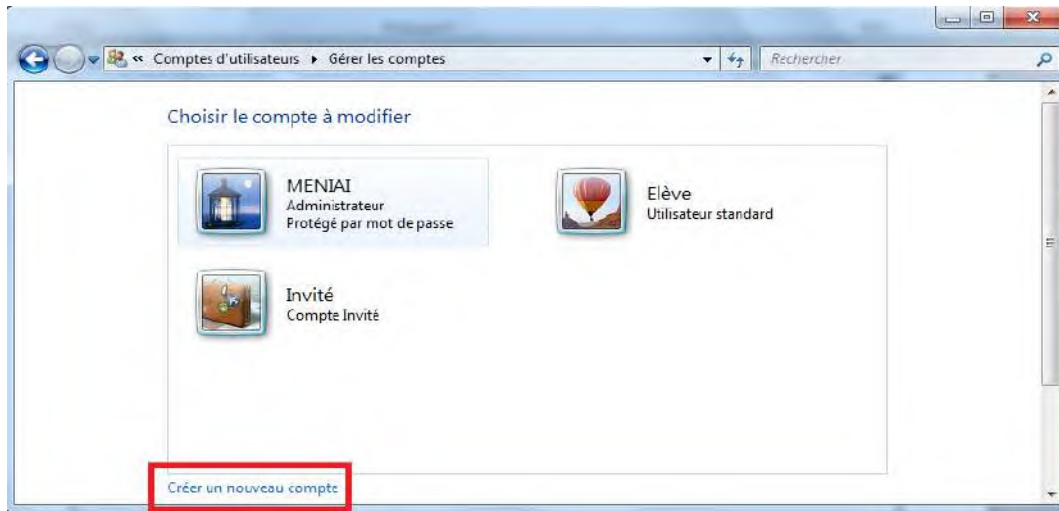 « Comptes d'utilisateurs ▸ Gérer les comptes
Rechercher
Choisir le compte à modifier
MENIAI
Administrateur
Protégé par mot de passe
Elève
Utilisateur standard
Invité
Compte Invité
Créer un nouveau compte